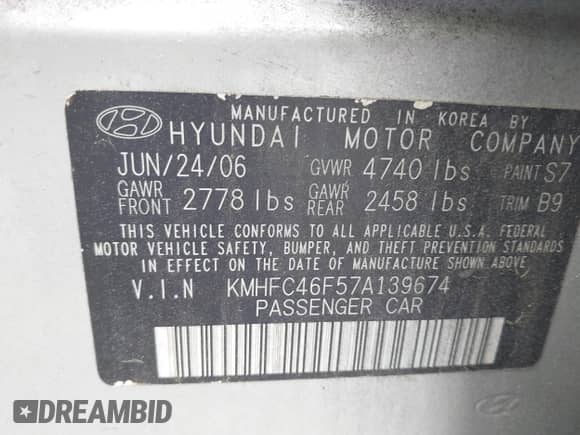 MANUFACTURED IN KOREA BY
HYUNDAI MOTOR COMPANY
JUN/24/06 GVWR 4740 lbs PAINT S7
GAWR FRONT 2778 lbs GAWR REAR 2458 lbs TRIM B9
THIS VEHICLE CONFORMS TO ALL APPLICABLE U.S.A. FEDERAL
MOTOR VEHICLE SAFETY, BUMPER, AND THEFT PREVENTION STANDARDS
IN EFFECT ON THE DATE OF MANUFACTURE SHOWN ABOVE
V.I.N KMHFC46F57A139674
PASSENGER CAR
DREAMBID